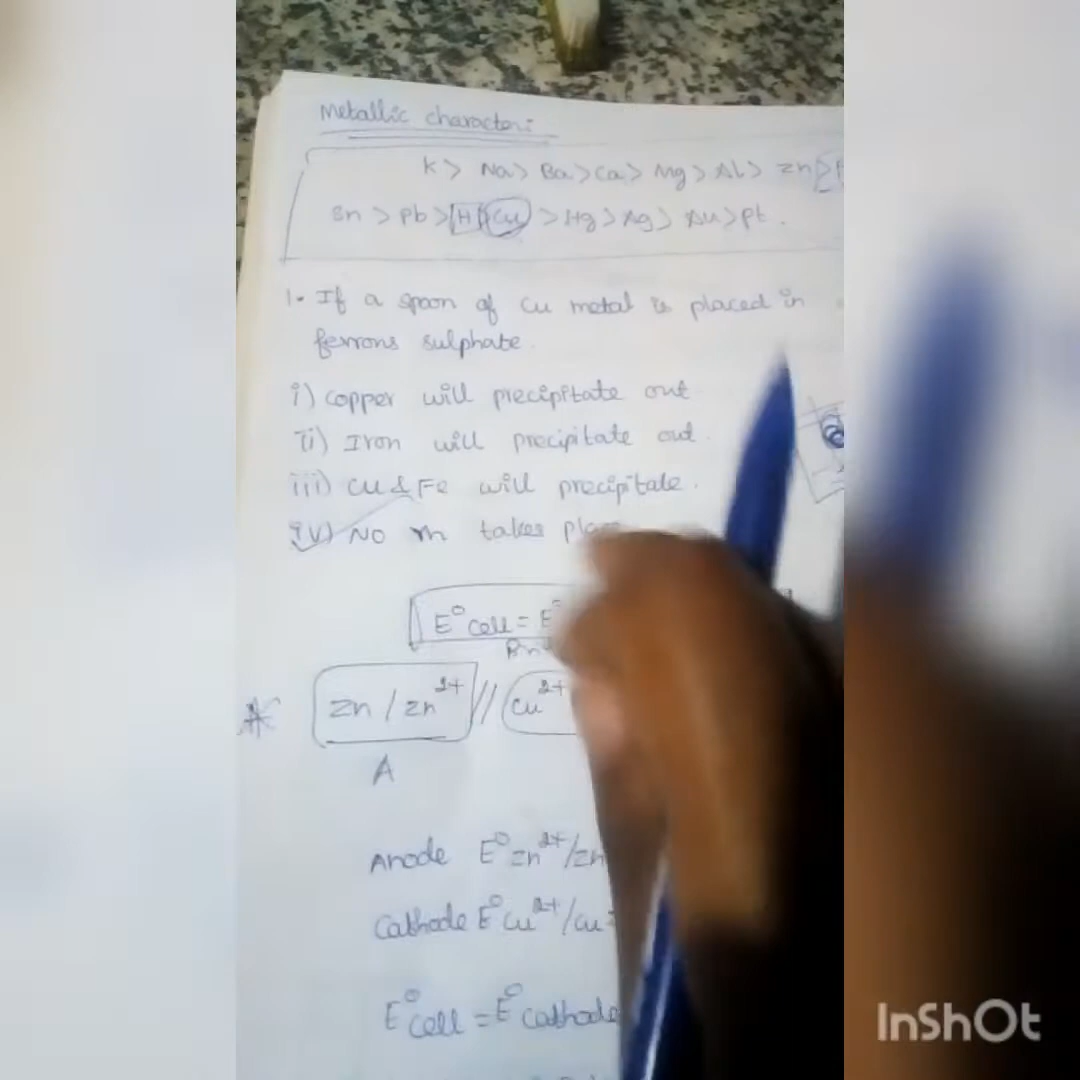 Metallic character:
K > Na > Ba > Ca > Mg > Al > Zn >
Sn > Pb > H > Cu > Hg > Ag > Au > Pt.
1. If a spoon of Cu metal is placed in
ferrous sulphate.
i) copper will precipitate out
ii) Iron will precipitate out.
iii) Cu & Fe will precipitate.
iv) NO takes
E° cell = E°
Zn / Zn²⁺ // Cu²⁺
A
Anode E° Zn²⁺/Zn
Cathode E° Cu²⁺/Cu =
E° cell = E° cathode
InShOt